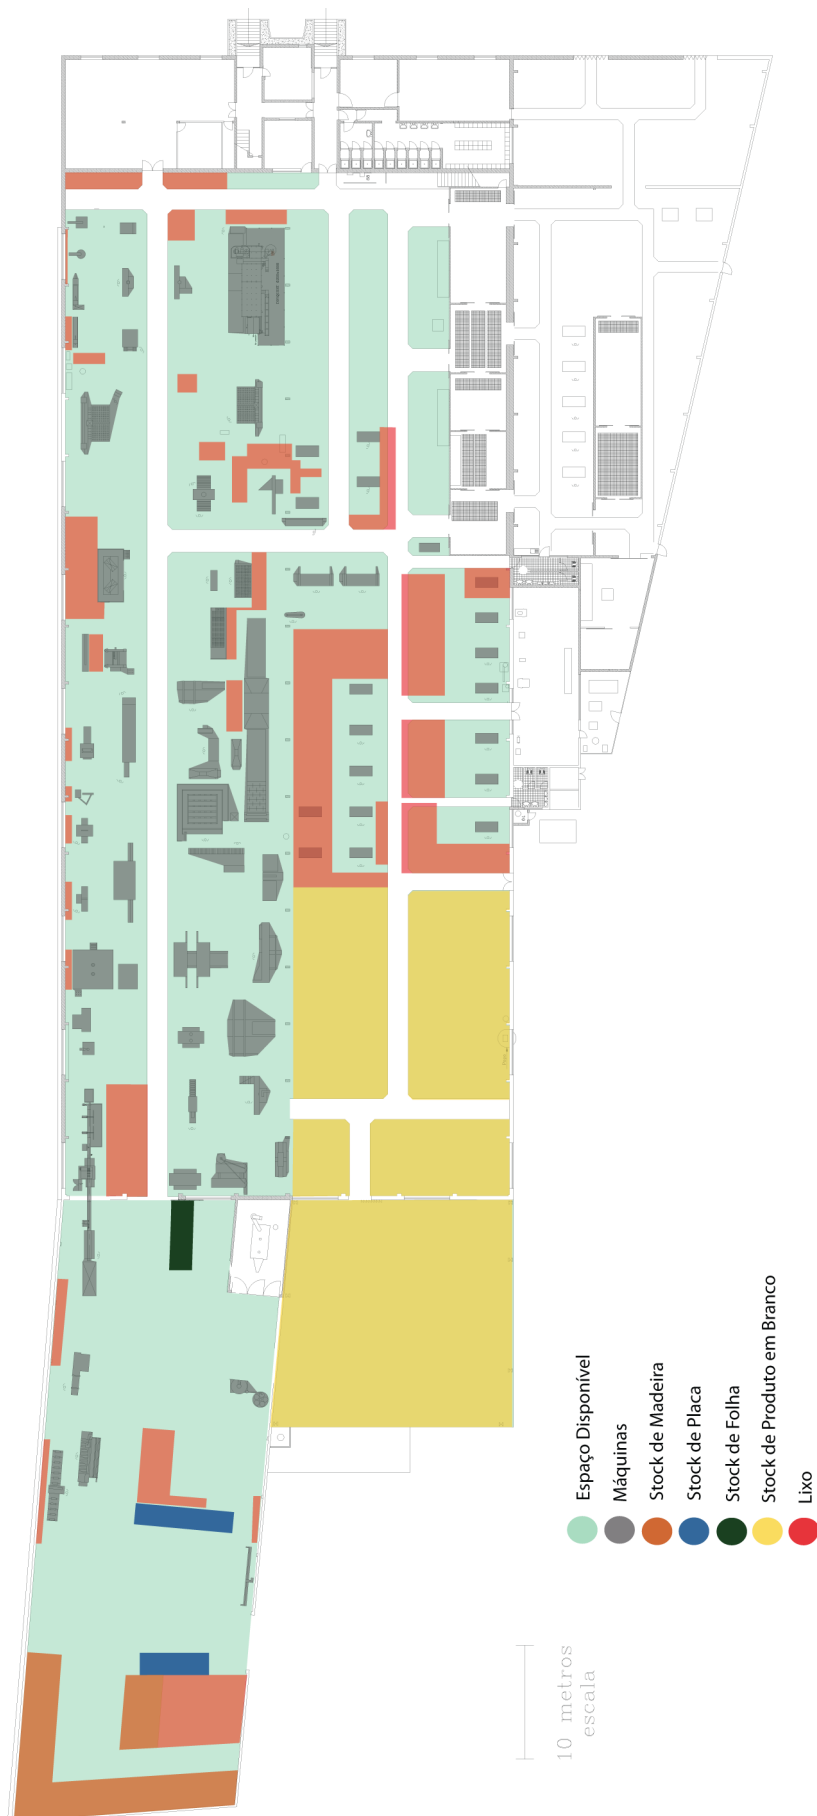 Espaço Disponível
Máquinas
Stock de Madeira
Stock de Placa
Stock de Folha
Stock de Produto em Branco
Lixo
10 metros
escala